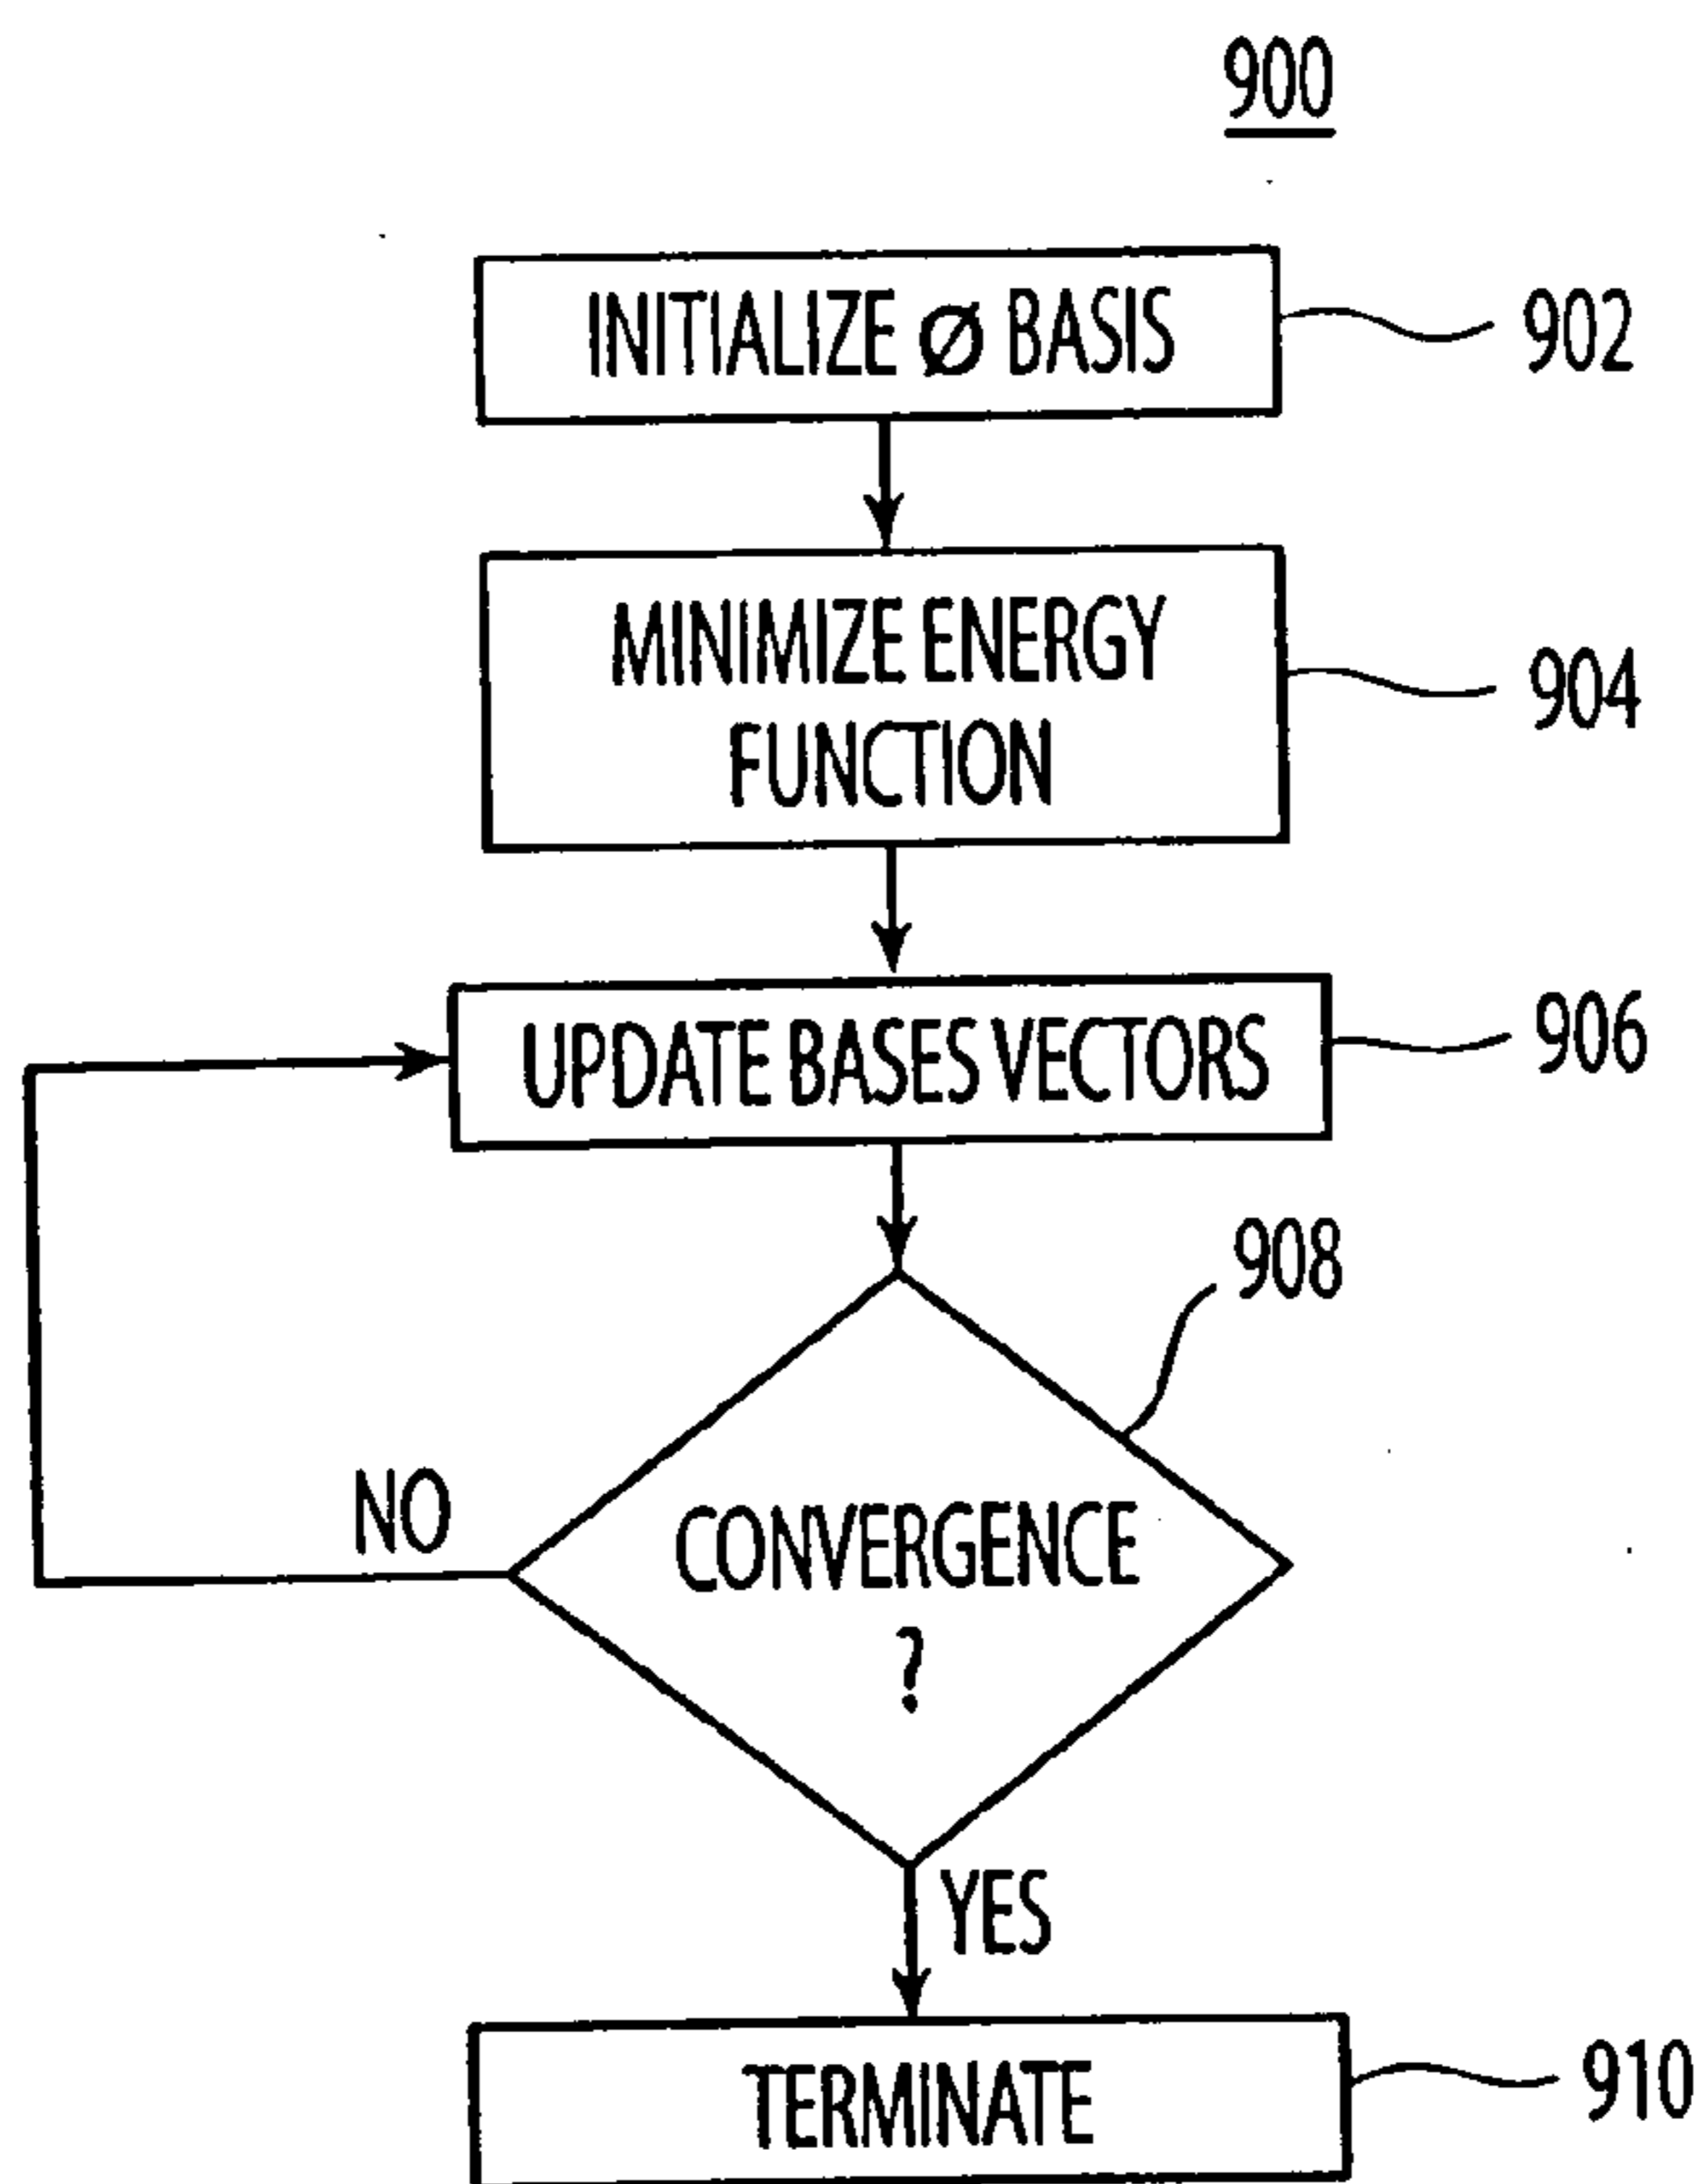 900
INITIALIZE Ø BASIS
902
MINIMIZE ENERGY
FUNCTION
904
UPDATE BASES VECTORS
906
908
NO
CONVERGENCE
?
YES
TERMINATE
910